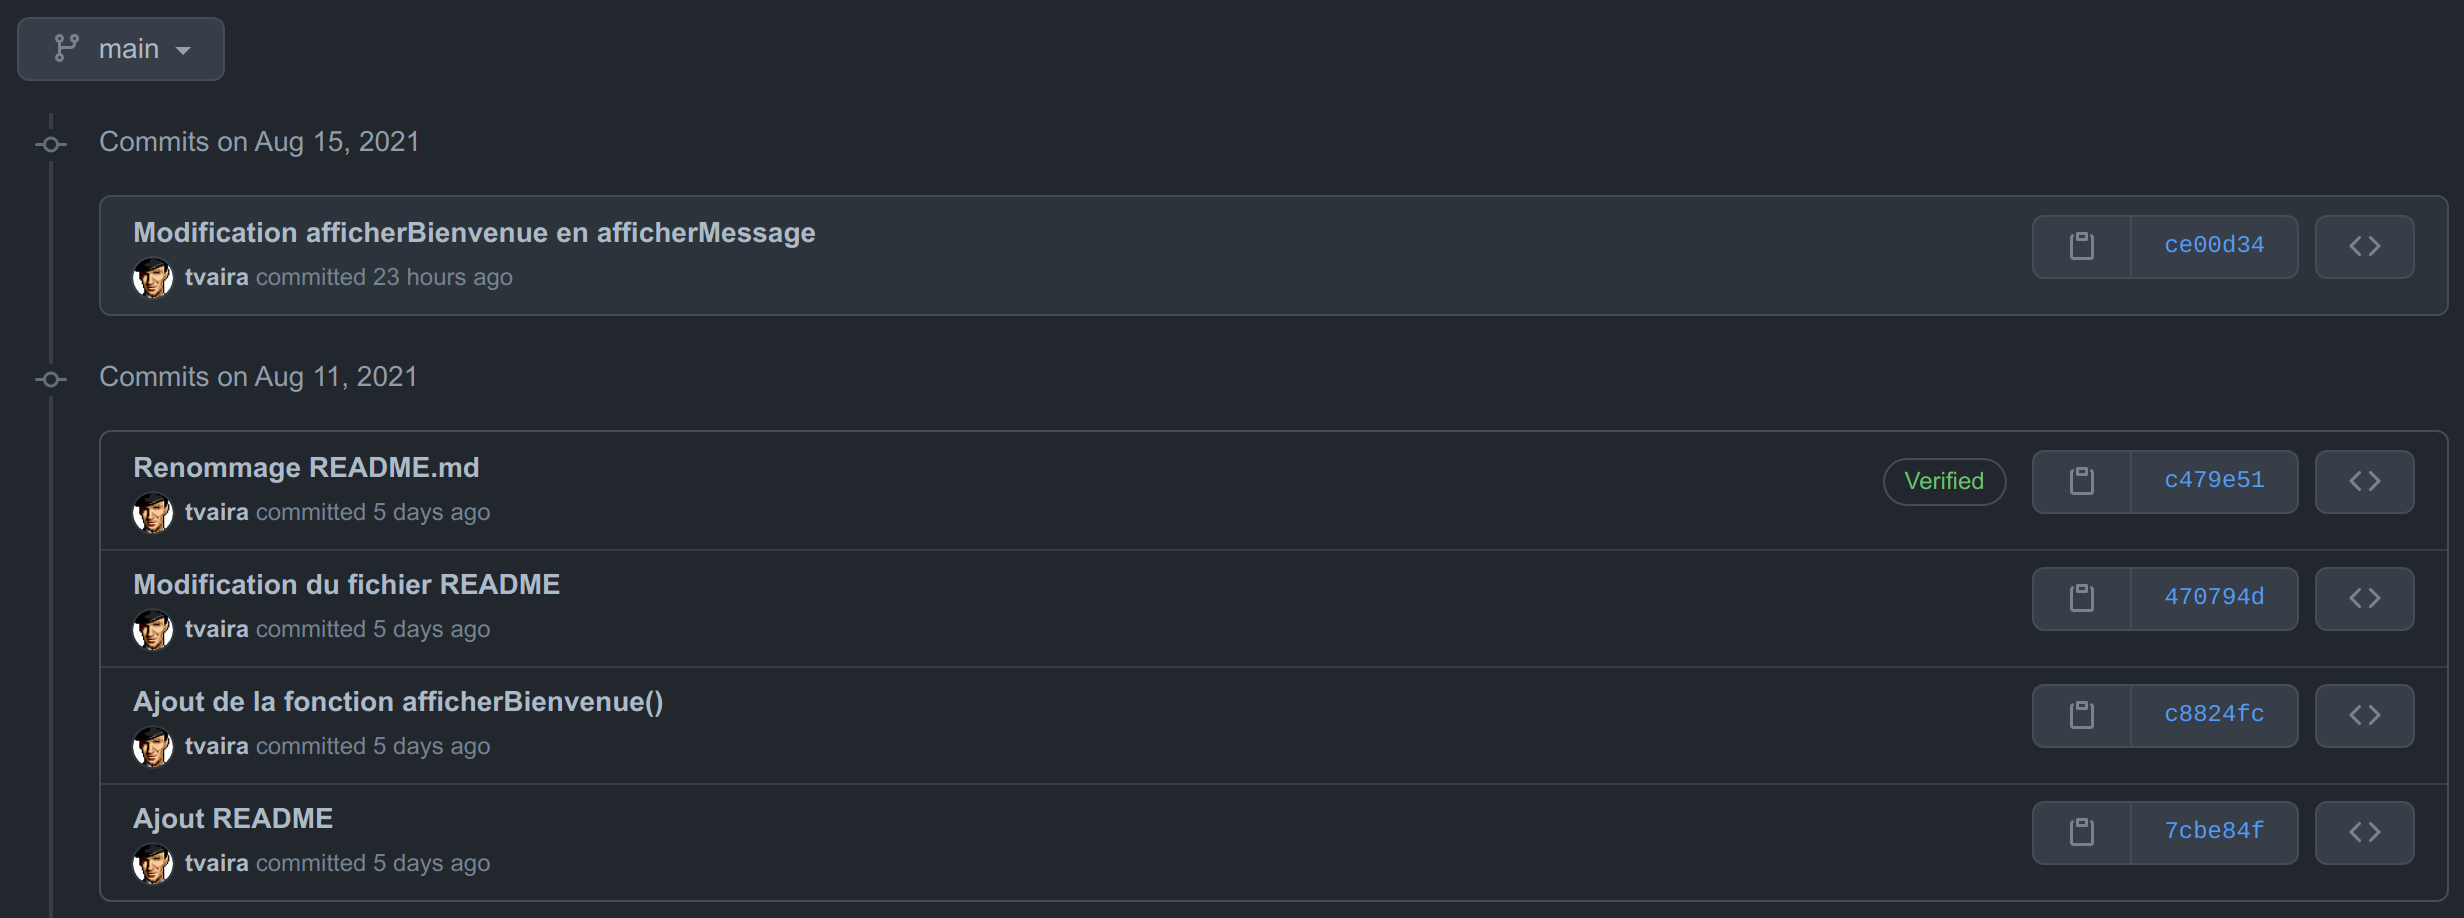 main
Commits on Aug 15, 2021
Modification afficherBienvenue en afficherMessage
ce00d34
tvaira committed 23 hours ago
Commits on Aug 11, 2021
Renommage README.md
Verified
c479e51
tvaira committed 5 days ago
Modification du fichier README
470794d
tvaira committed 5 days ago
Ajout de la fonction afficherBienvenue()
c8824fc
tvaira committed 5 days ago
Ajout README
7cbe84f
tvaira committed 5 days ago